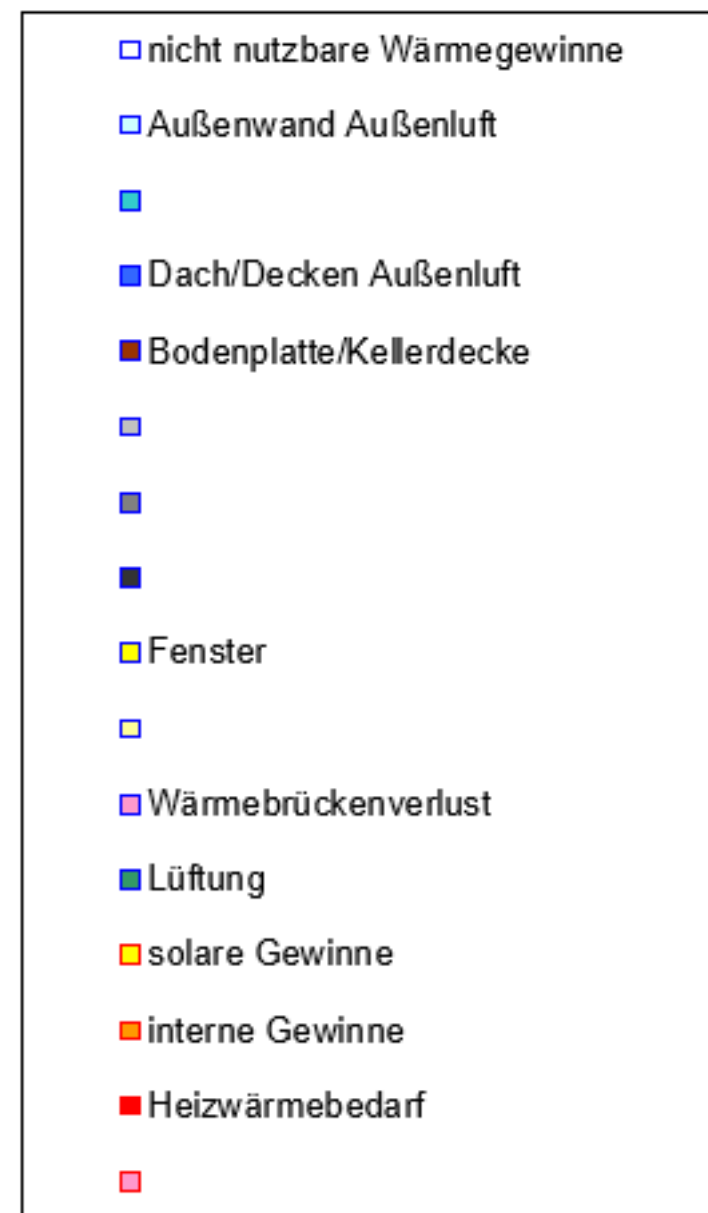 nicht nutzbare Wärmegewinne
Außenwand Außenluft
Dach/Decken Außenluft
Bodenplatte/Kellerdecke
Fenster
Wärmebrückenverlust
Lüftung
solare Gewinne
interne Gewinne
Heizwärmebedarf